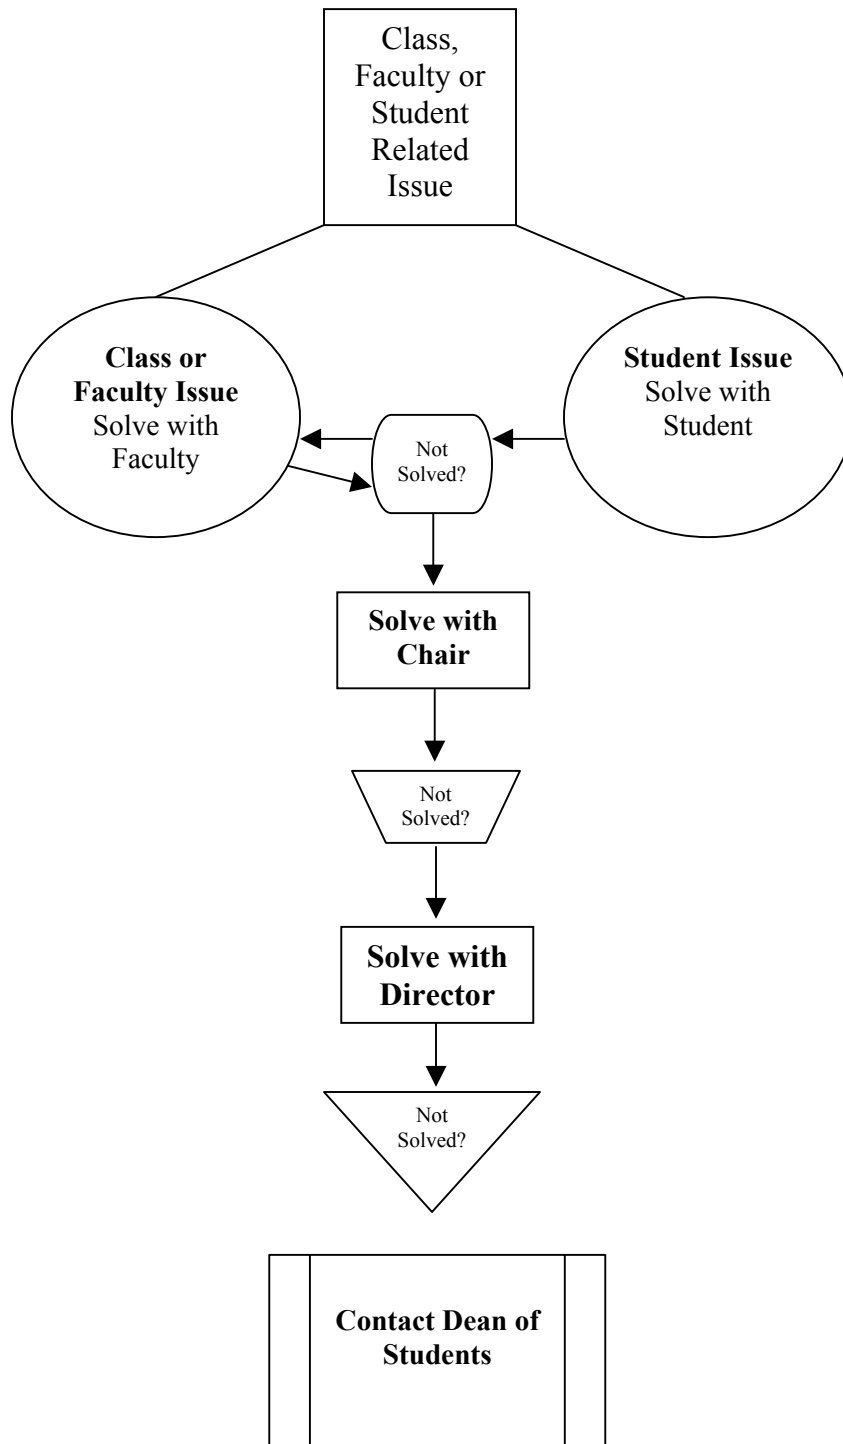 Class,
Faculty or
Student
Related
Issue
Class or
Faculty Issue
Solve with
Faculty
Student Issue
Solve with
Student
Not
Solved?
Solve with
Chair
Not
Solved?
Solve with
Director
Not
Solved?
Contact Dean of
Students